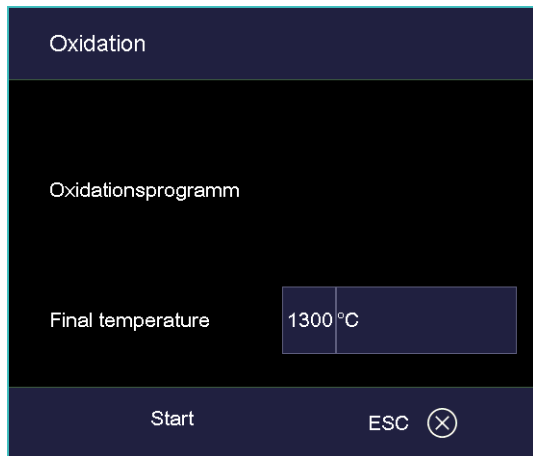 Oxidation
Oxidationsprogramm
Final temperature 1300 °C
Start ESC